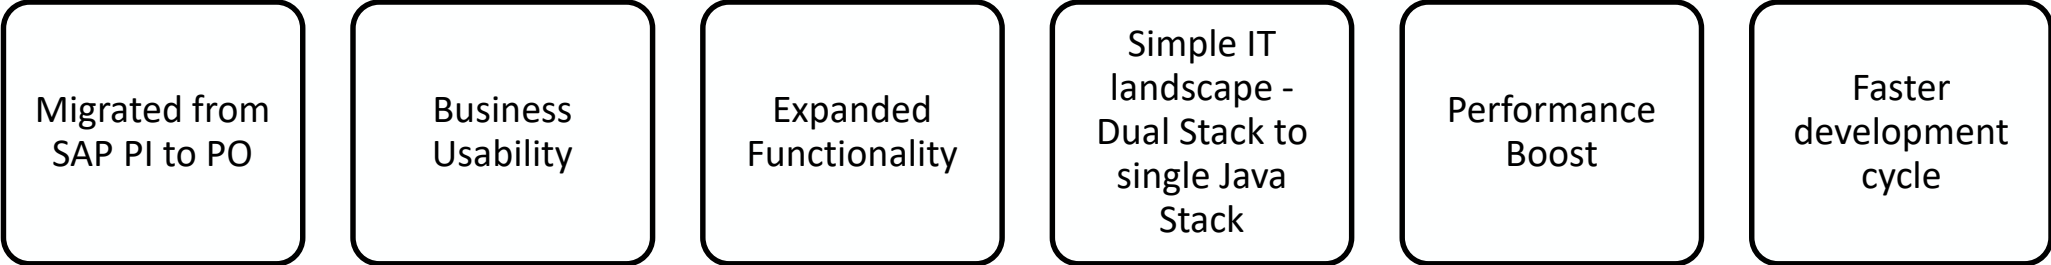 Migrated from
SAP PI to PO
Business
Usability
Expanded
Functionality
Simple IT
landscape -
Dual Stack to
single Java
Stack
Performance
Boost
Faster
development
cycle